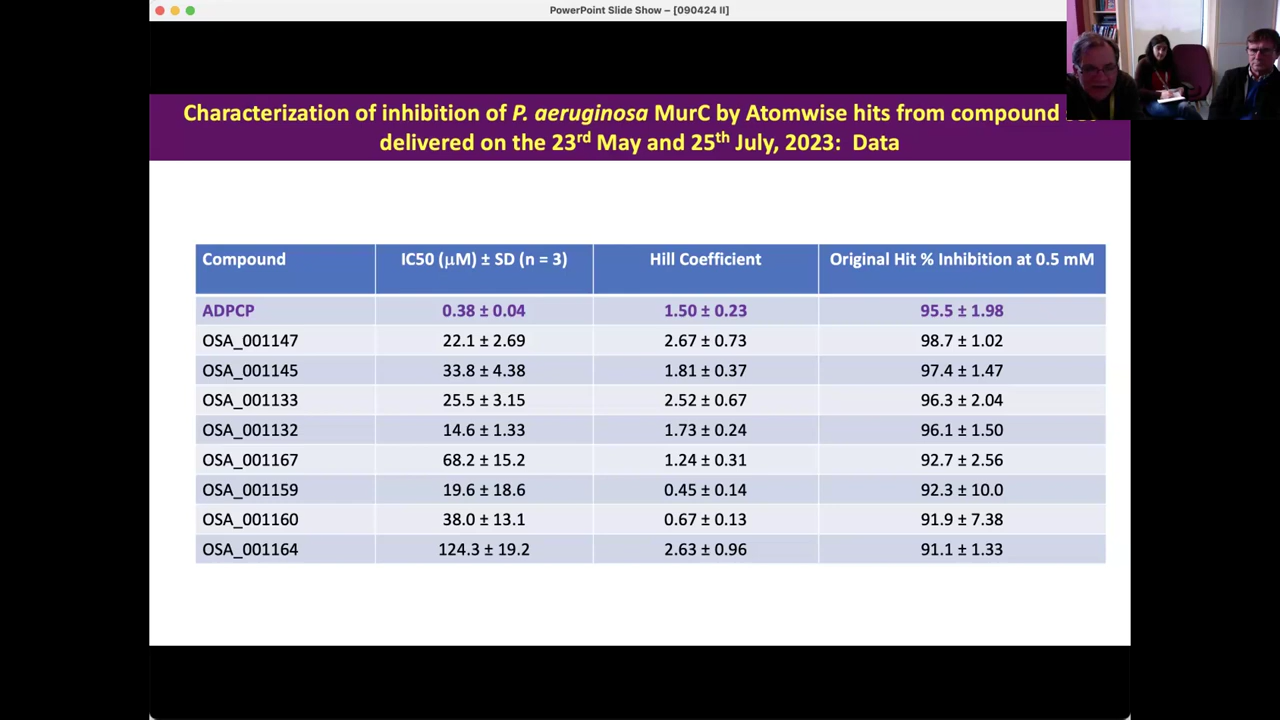 PowerPoint Slide Show – [090424 II]
Characterization of inhibition of P. aeruginosa MurC by Atomwise hits from compound
delivered on the 23rd May and 25th July, 2023: Data
Compound IC50 (μM) ± SD (n = 3) Hill Coefficient Original Hit % Inhibition at 0.5 mM
ADPCP 0.38 ± 0.04 1.50 ± 0.23 95.5 ± 1.98
OSA_001147 22.1 ± 2.69 2.67 ± 0.73 98.7 ± 1.02
OSA_001145 33.8 ± 4.38 1.81 ± 0.37 97.4 ± 1.47
OSA_001133 25.5 ± 3.15 2.52 ± 0.67 96.3 ± 2.04
OSA_001132 14.6 ± 1.33 1.73 ± 0.24 96.1 ± 1.50
OSA_001167 68.2 ± 15.2 1.24 ± 0.31 92.7 ± 2.56
OSA_001159 19.6 ± 18.6 0.45 ± 0.14 92.3 ± 10.0
OSA_001160 38.0 ± 13.1 0.67 ± 0.13 91.9 ± 7.38
OSA_001164 124.3 ± 19.2 2.63 ± 0.96 91.1 ± 1.33